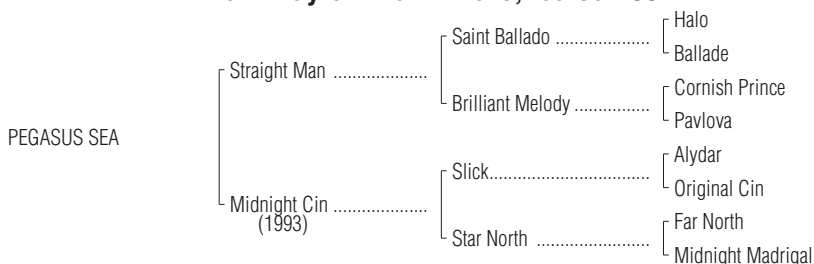 Halo
Saint Ballado ....................
Ballade
Straight Man ....................
Cornish Prince
Brilliant Melody ................
Pavlova
PEGASUS SEA
Alydar
Slick..................................
Original Cin
Midnight Cin ....................
(1993)
Far North
Star North ........................
Midnight Madrigal